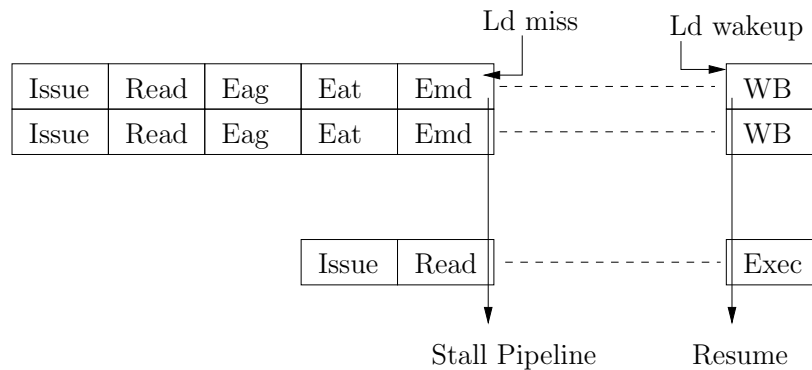 Ld miss
Ld wakeup
Issue Read Eag Eat Emd WB
Issue Read Eag Eat Emd WB
Issue Read Exec
Stall Pipeline Resume